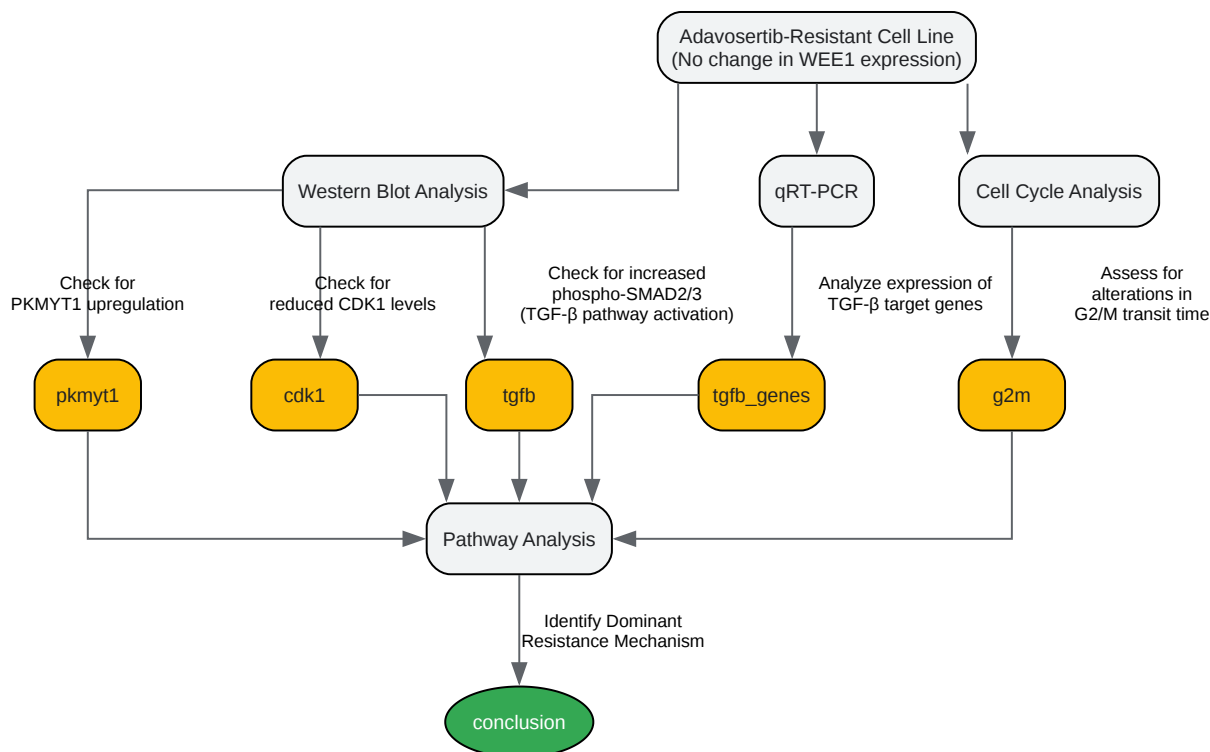 Adavosertib-Resistant Cell Line
(No change in WEE1 expression)
Western Blot Analysis
qRT-PCR
Cell Cycle Analysis
Check for
PKMYT1 upregulation
Check for
reduced CDK1 levels
Check for increased
phospho-SMAD2/3
(TGF-β pathway activation)
Analyze expression of
TGF-β target genes
Assess for
alterations in
G2/M transit time
pkmyt1
cdk1
tgfb
tgfb_genes
g2m
Pathway Analysis
Identify Dominant
Resistance Mechanism
conclusion